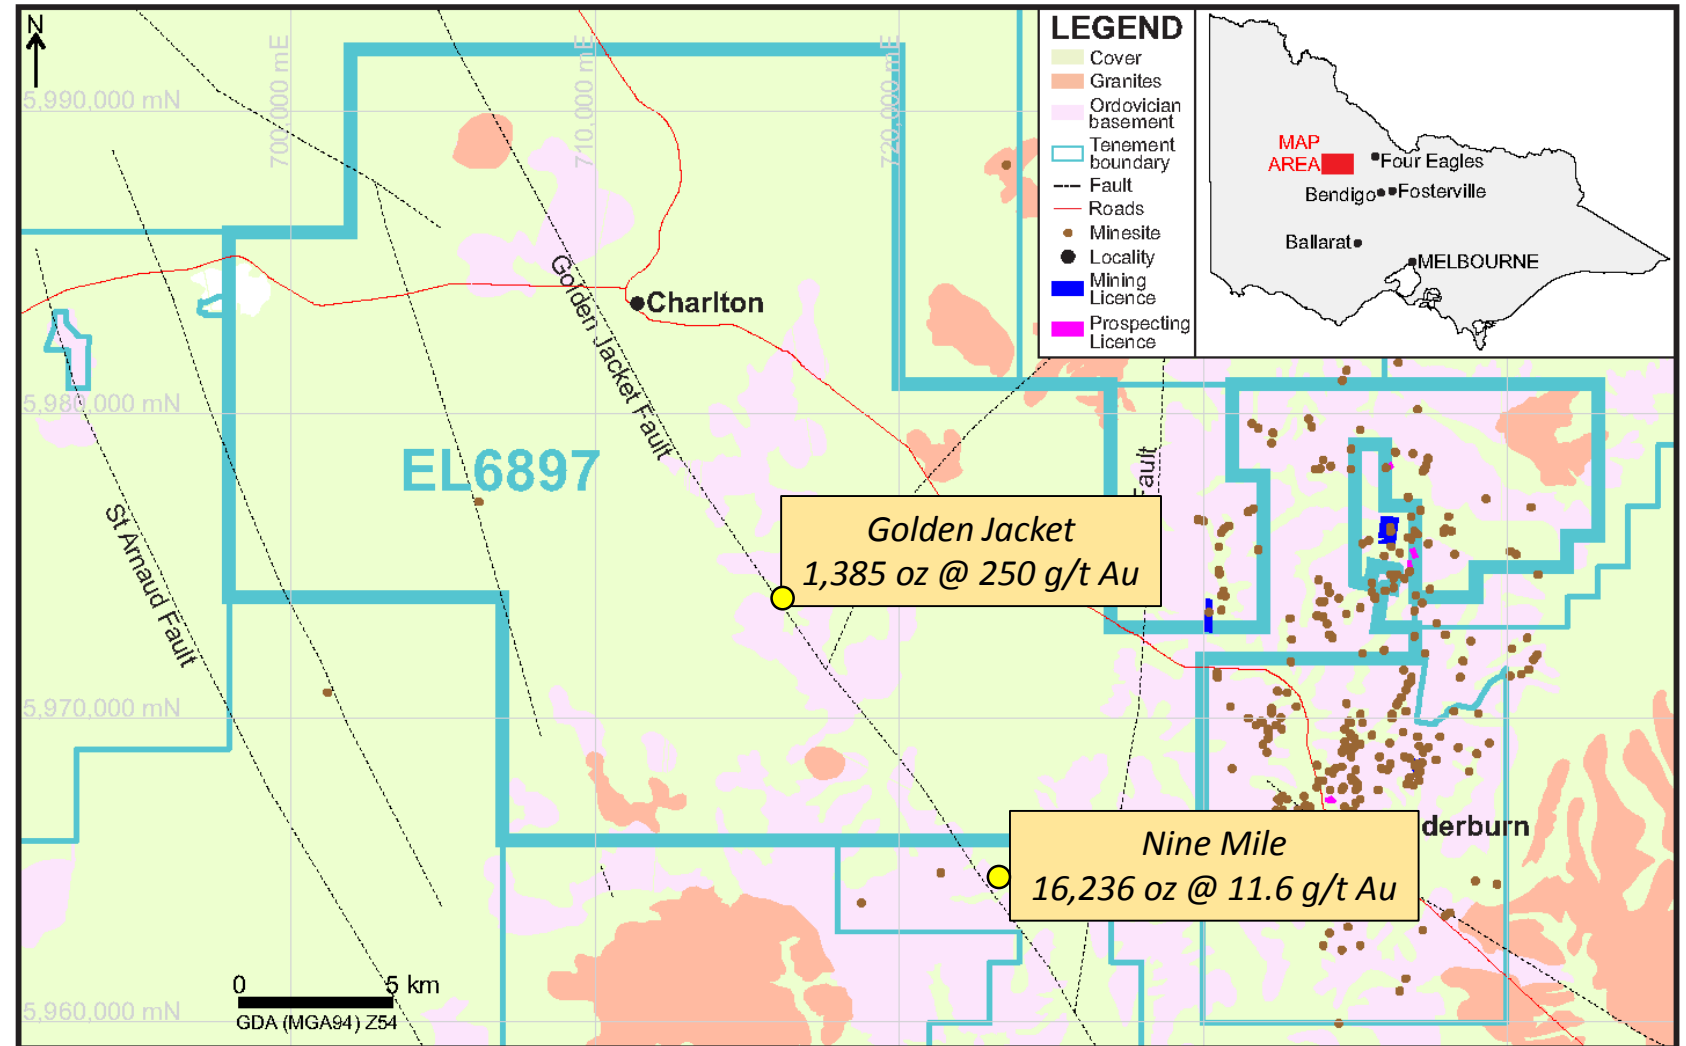 N
5,990,000 mN
700,000 mE
710,000 mE
720,000 mE
LEGEND
Cover
Granites
Ordovician
basement
Tenement
boundary
Fault
Roads
Minesite
Locality
Mining
Licence
Prospecting
Licence
MAP
AREA
Four Eagles
Bendigo
Fosterville
Ballarat
MELBOURNE
Golden Jacket Fault
Charlton
5,980,000 mN
EL6897
Fault
St Arnaud Fault
Golden Jacket
1,385 oz @ 250 g/t Au
5,970,000 mN
Nine Mile
16,236 oz @ 11.6 g/t Au
derburn
0 5 km
GDA (MGA94) Z54
5,960,000 mN